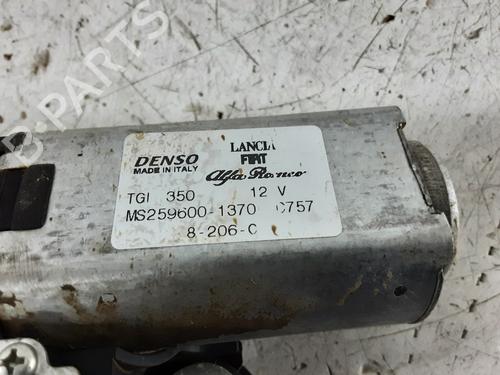 B-PARTS
LANCIA
DENSO
FIAT
MADE IN ITALY
Alfa Romeo
TGI 350 12 V
MS259600-1370 C757
8-206-C